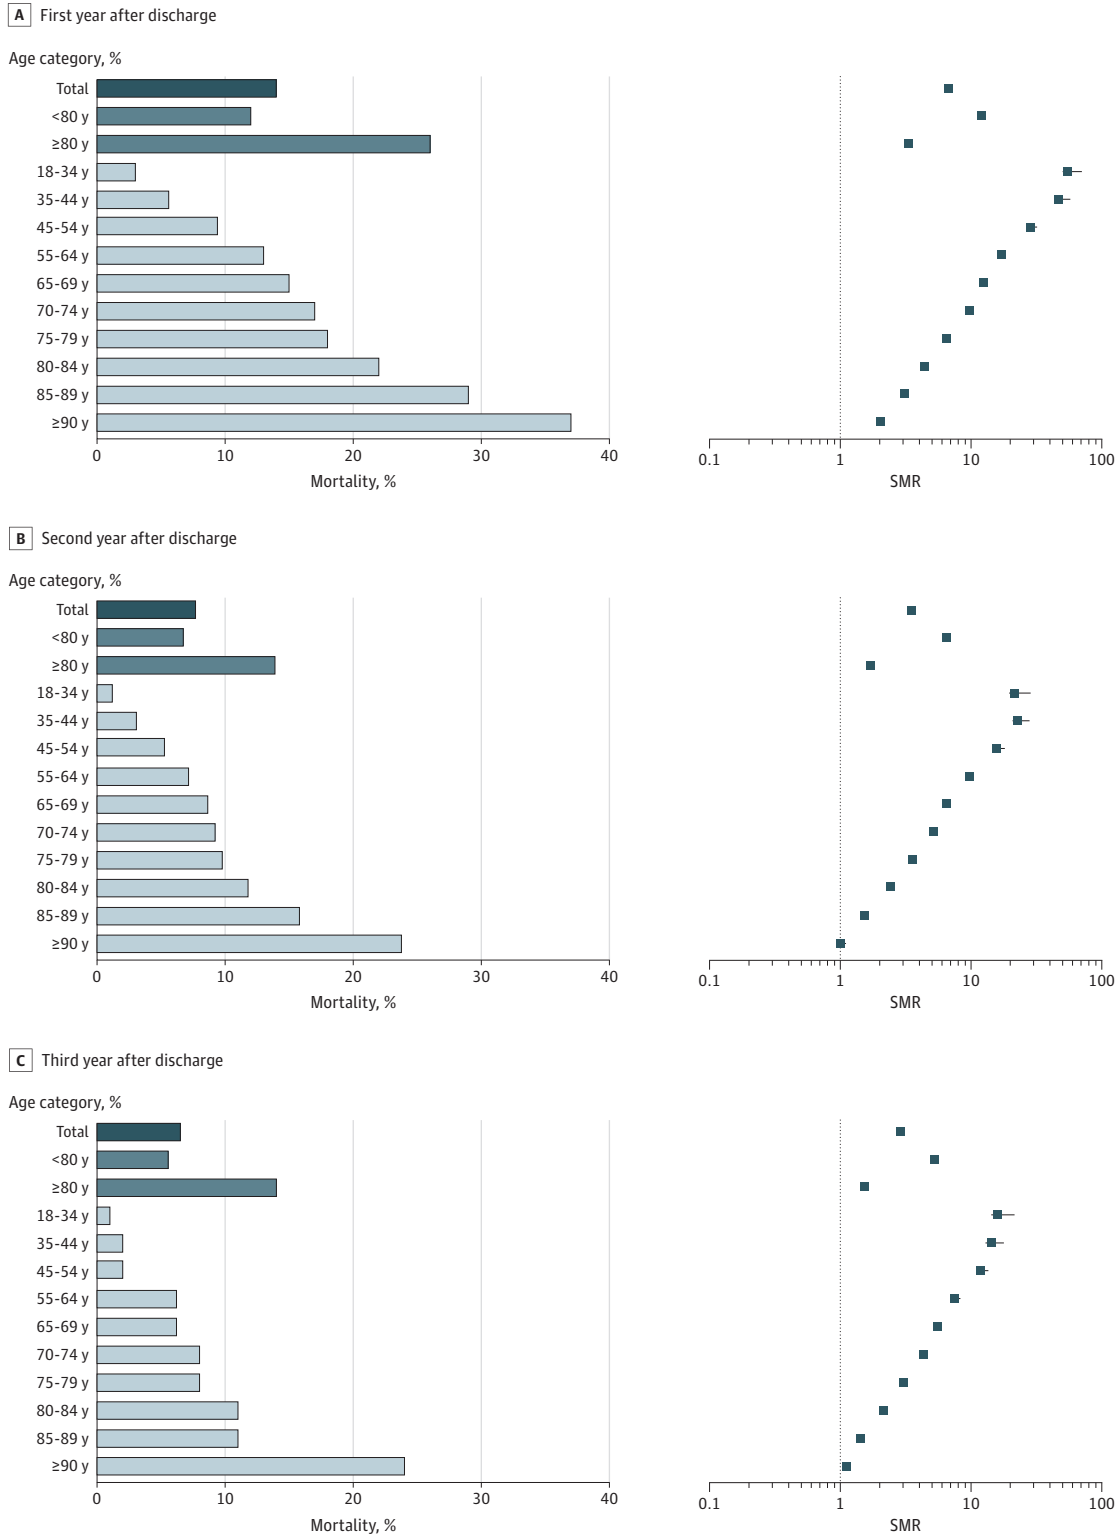 A First year after discharge
Age category, %
Total
<80 y
≥80 y
18-34 y
35-44 y
45-54 y
55-64 y
65-69 y
70-74 y
75-79 y
80-84 y
85-89 y
≥90 y
0 10 20 30 40
Mortality, %
0.1 1 10 100
SMR
B Second year after discharge
Age category, %
Total
<80 y
≥80 y
18-34 y
35-44 y
45-54 y
55-64 y
65-69 y
70-74 y
75-79 y
80-84 y
85-89 y
≥90 y
0 10 20 30 40
Mortality, %
0.1 1 10 100
SMR
C Third year after discharge
Age category, %
Total
<80 y
≥80 y
18-34 y
35-44 y
45-54 y
55-64 y
65-69 y
70-74 y
75-79 y
80-84 y
85-89 y
≥90 y
0 10 20 30 40
Mortality, %
0.1 1 10 100
SMR